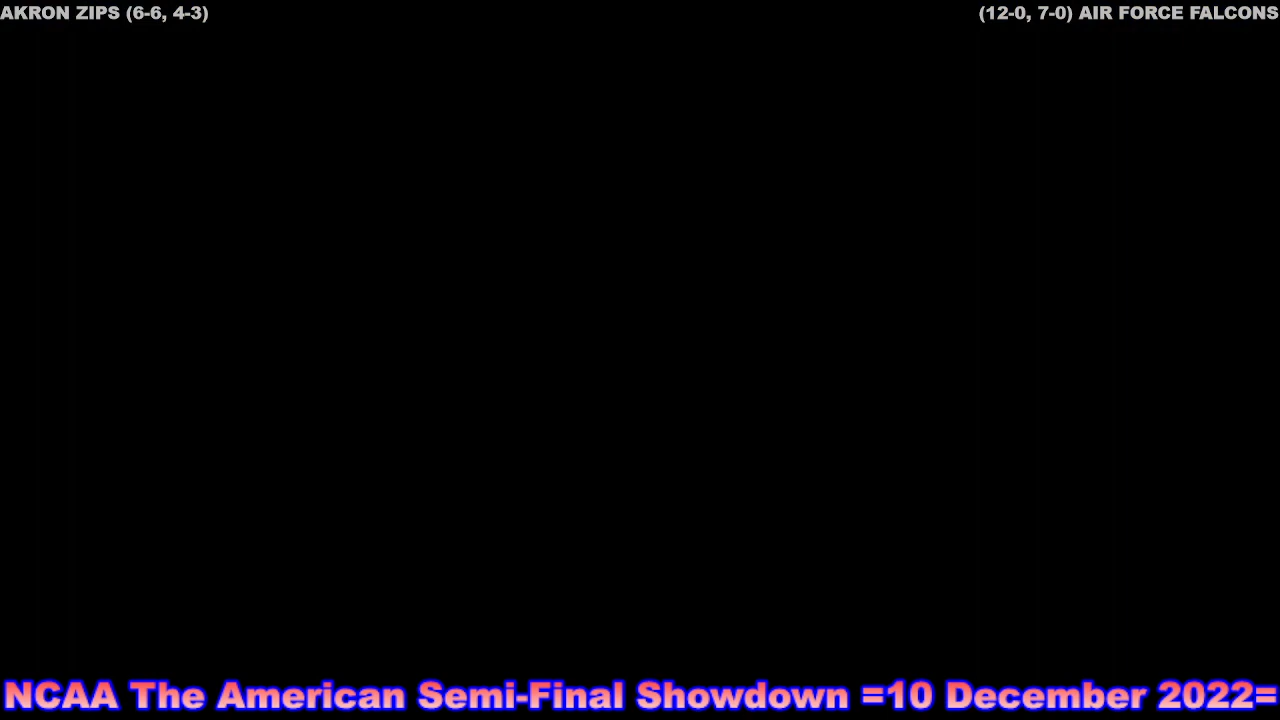 AKRON ZIPS (6-6, 4-3)
(12-0, 7-0) AIR FORCE FALCONS
NCAA The American Semi-Final Showdown =10 December 2022=